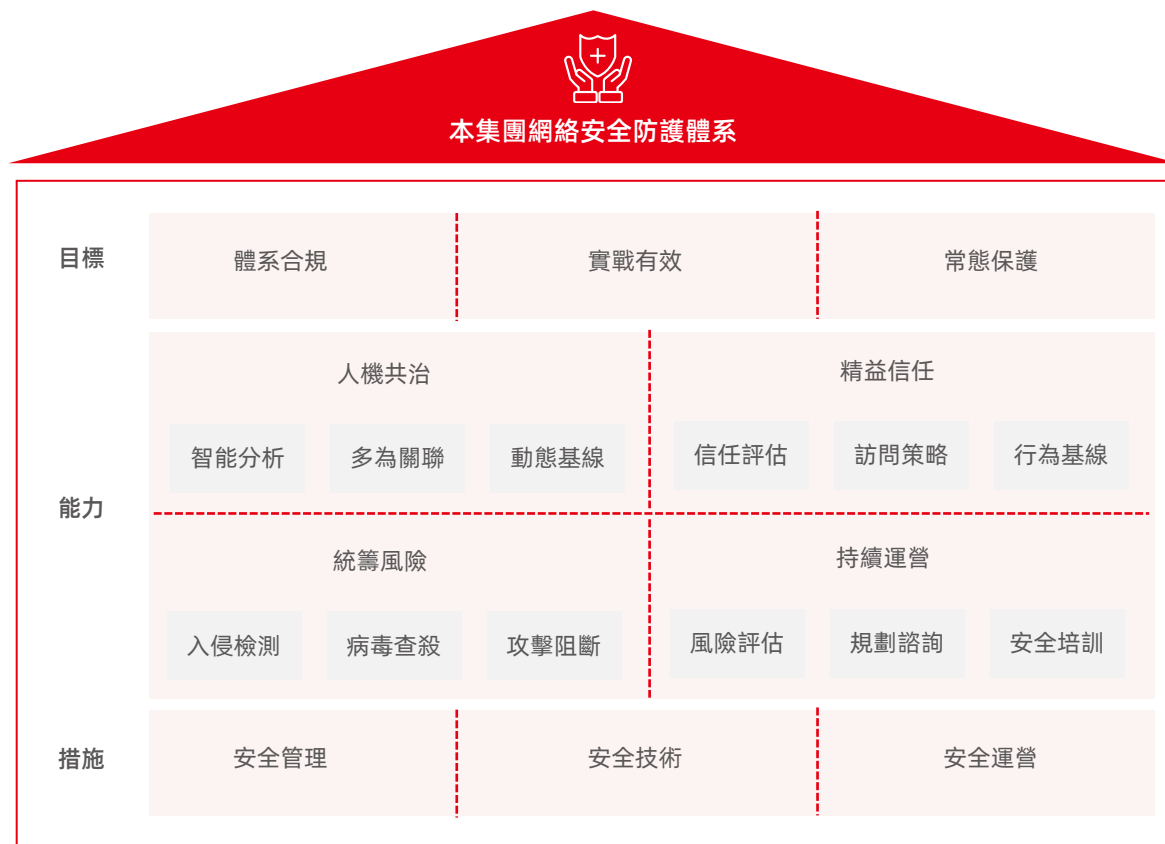 本集團網絡安全防護體系
目標
體系合規
實戰有效
常態保護
能力
人機共治
智能分析
多為關聯
動態基線
精益信任
信任評估
訪問策略
行為基線
統籌風險
入侵檢測
病毒查殺
攻擊阻斷
持續運營
風險評估
規劃諮詢
安全培訓
措施
安全管理
安全技術
安全運營